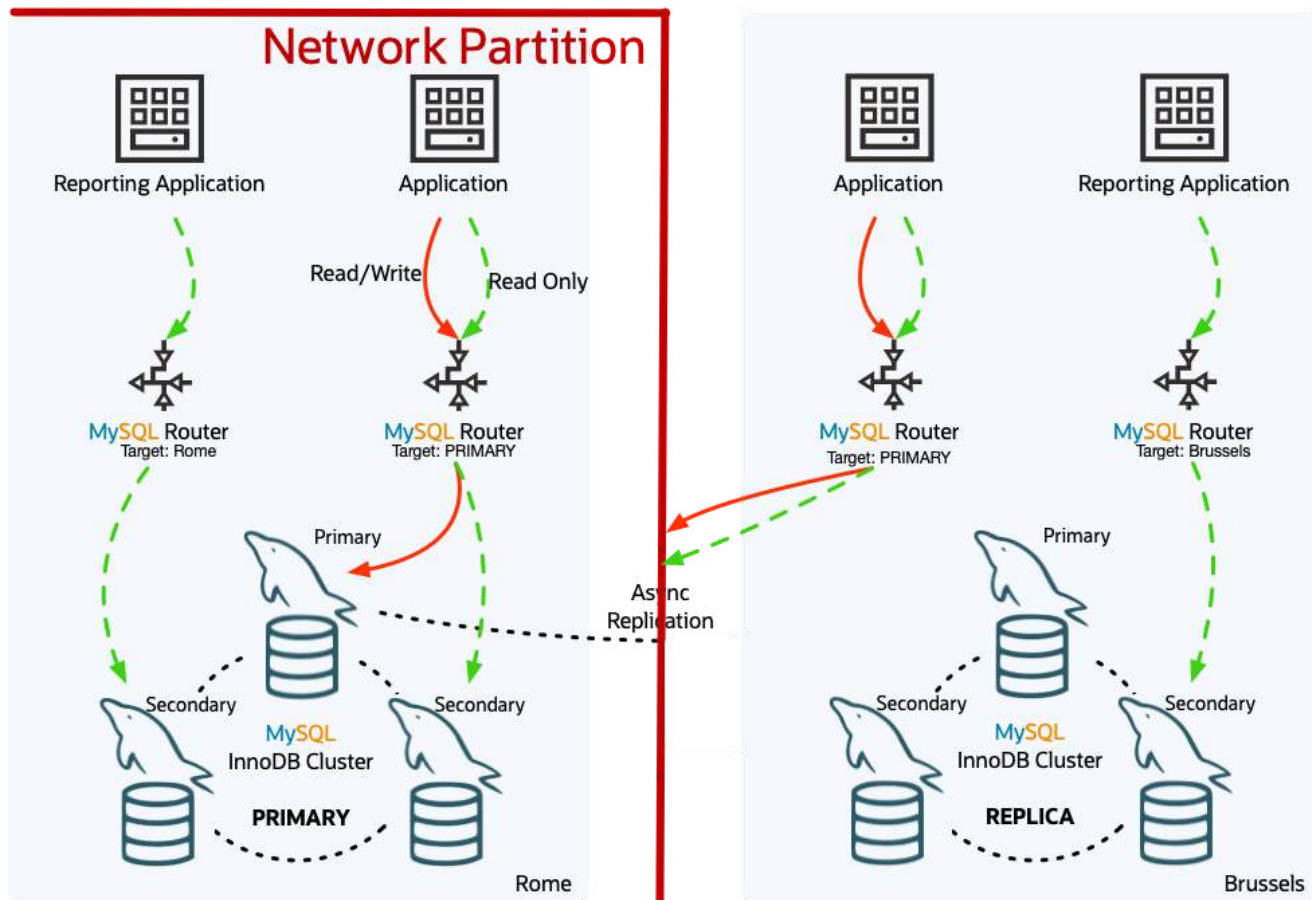 Network Partition
Reporting Application
Application
Application
Reporting Application
Read/Write
Read Only
MySQL Router
Target: Rome
MySQL Router
Target: PRIMARY
MySQL Router
Target: PRIMARY
MySQL Router
Target: Brussels
Primary
Async
Replication
Primary
Secondary
Secondary
MySQL
InnoDB Cluster
PRIMARY
Rome
Secondary
Secondary
MySQL
InnoDB Cluster
REPLICA
Brussels